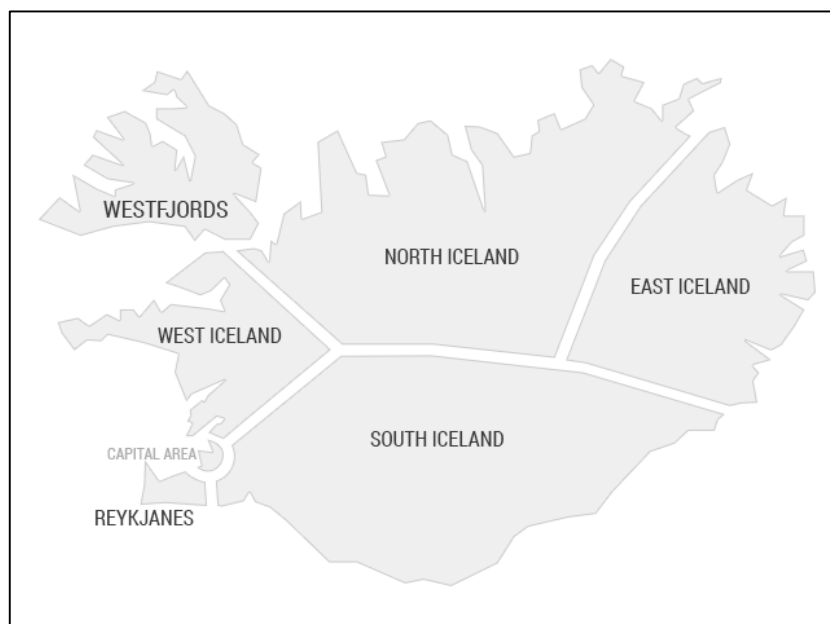 WESTFJORDS
NORTH ICELAND
EAST ICELAND
WEST ICELAND
SOUTH ICELAND
CAPITAL AREA
REYKJANES